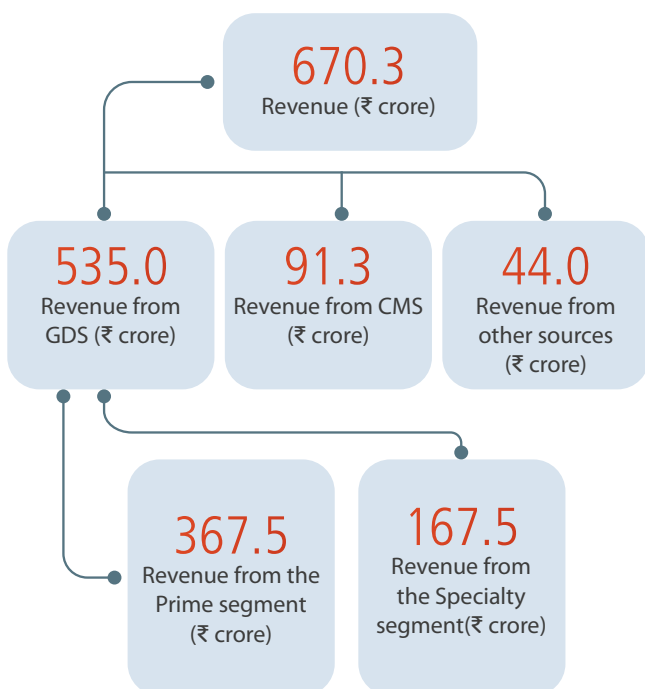 670.3
Revenue (₹ crore)
535.0
Revenue from
GDS (₹ crore)
91.3
Revenue from CMS
(₹ crore)
44.0
Revenue from
other sources
(₹ crore)
367.5
Revenue from the
Prime segment
(₹ crore)
167.5
Revenue from
the Specialty
segment(₹ crore)